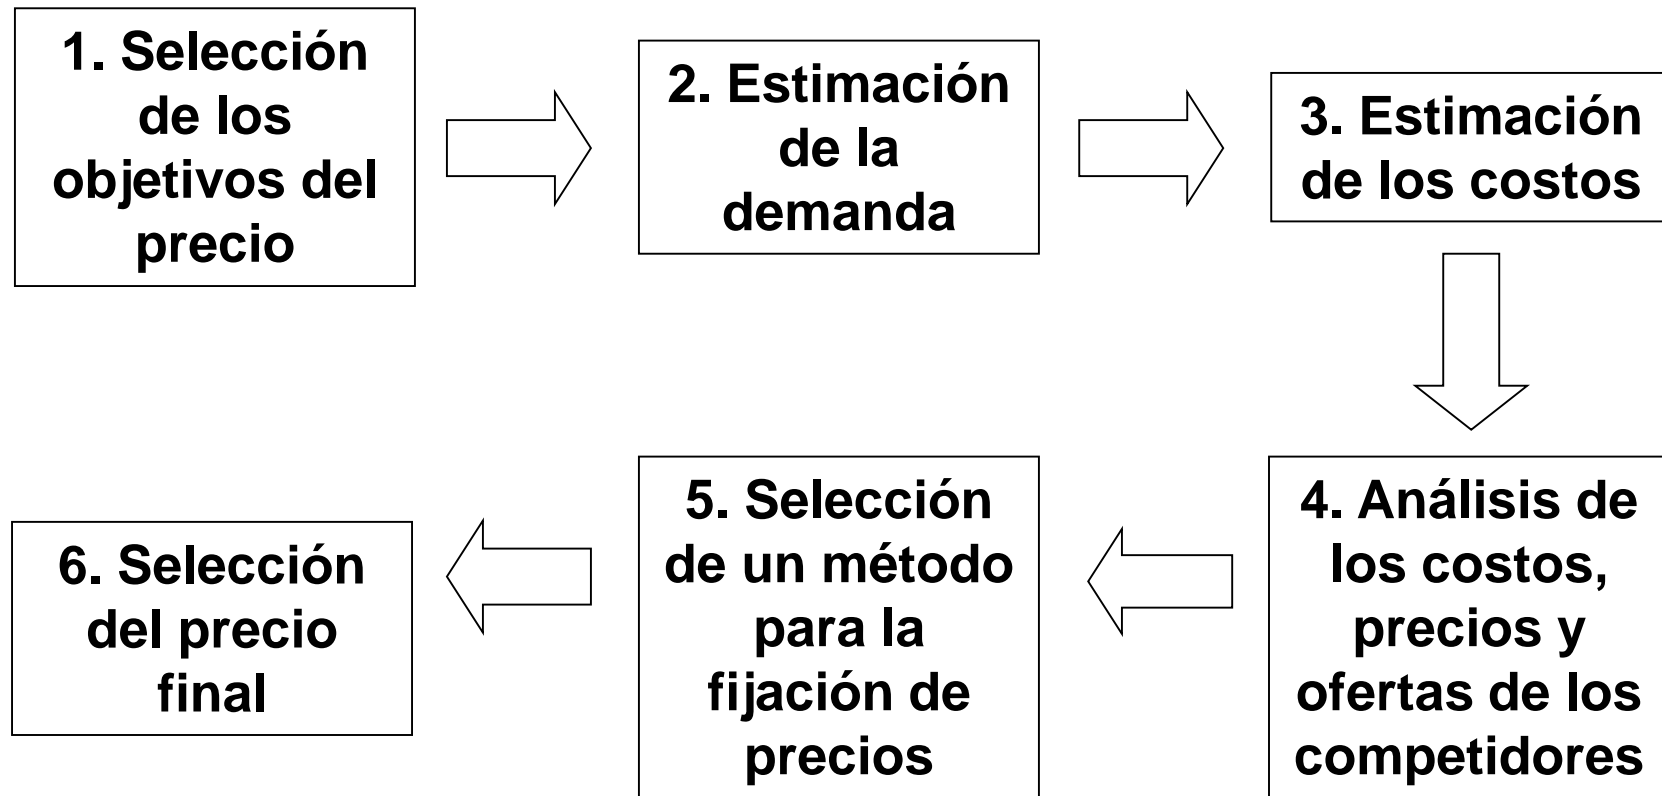 1. Selección
de los
objetivos del
precio
2. Estimación
de la
demanda
3. Estimación
de los costos
4. Análisis de
los costos,
precios y
ofertas de los
competidores
5. Selección
de un método
para la
fijación de
precios
6. Selección
del precio
final